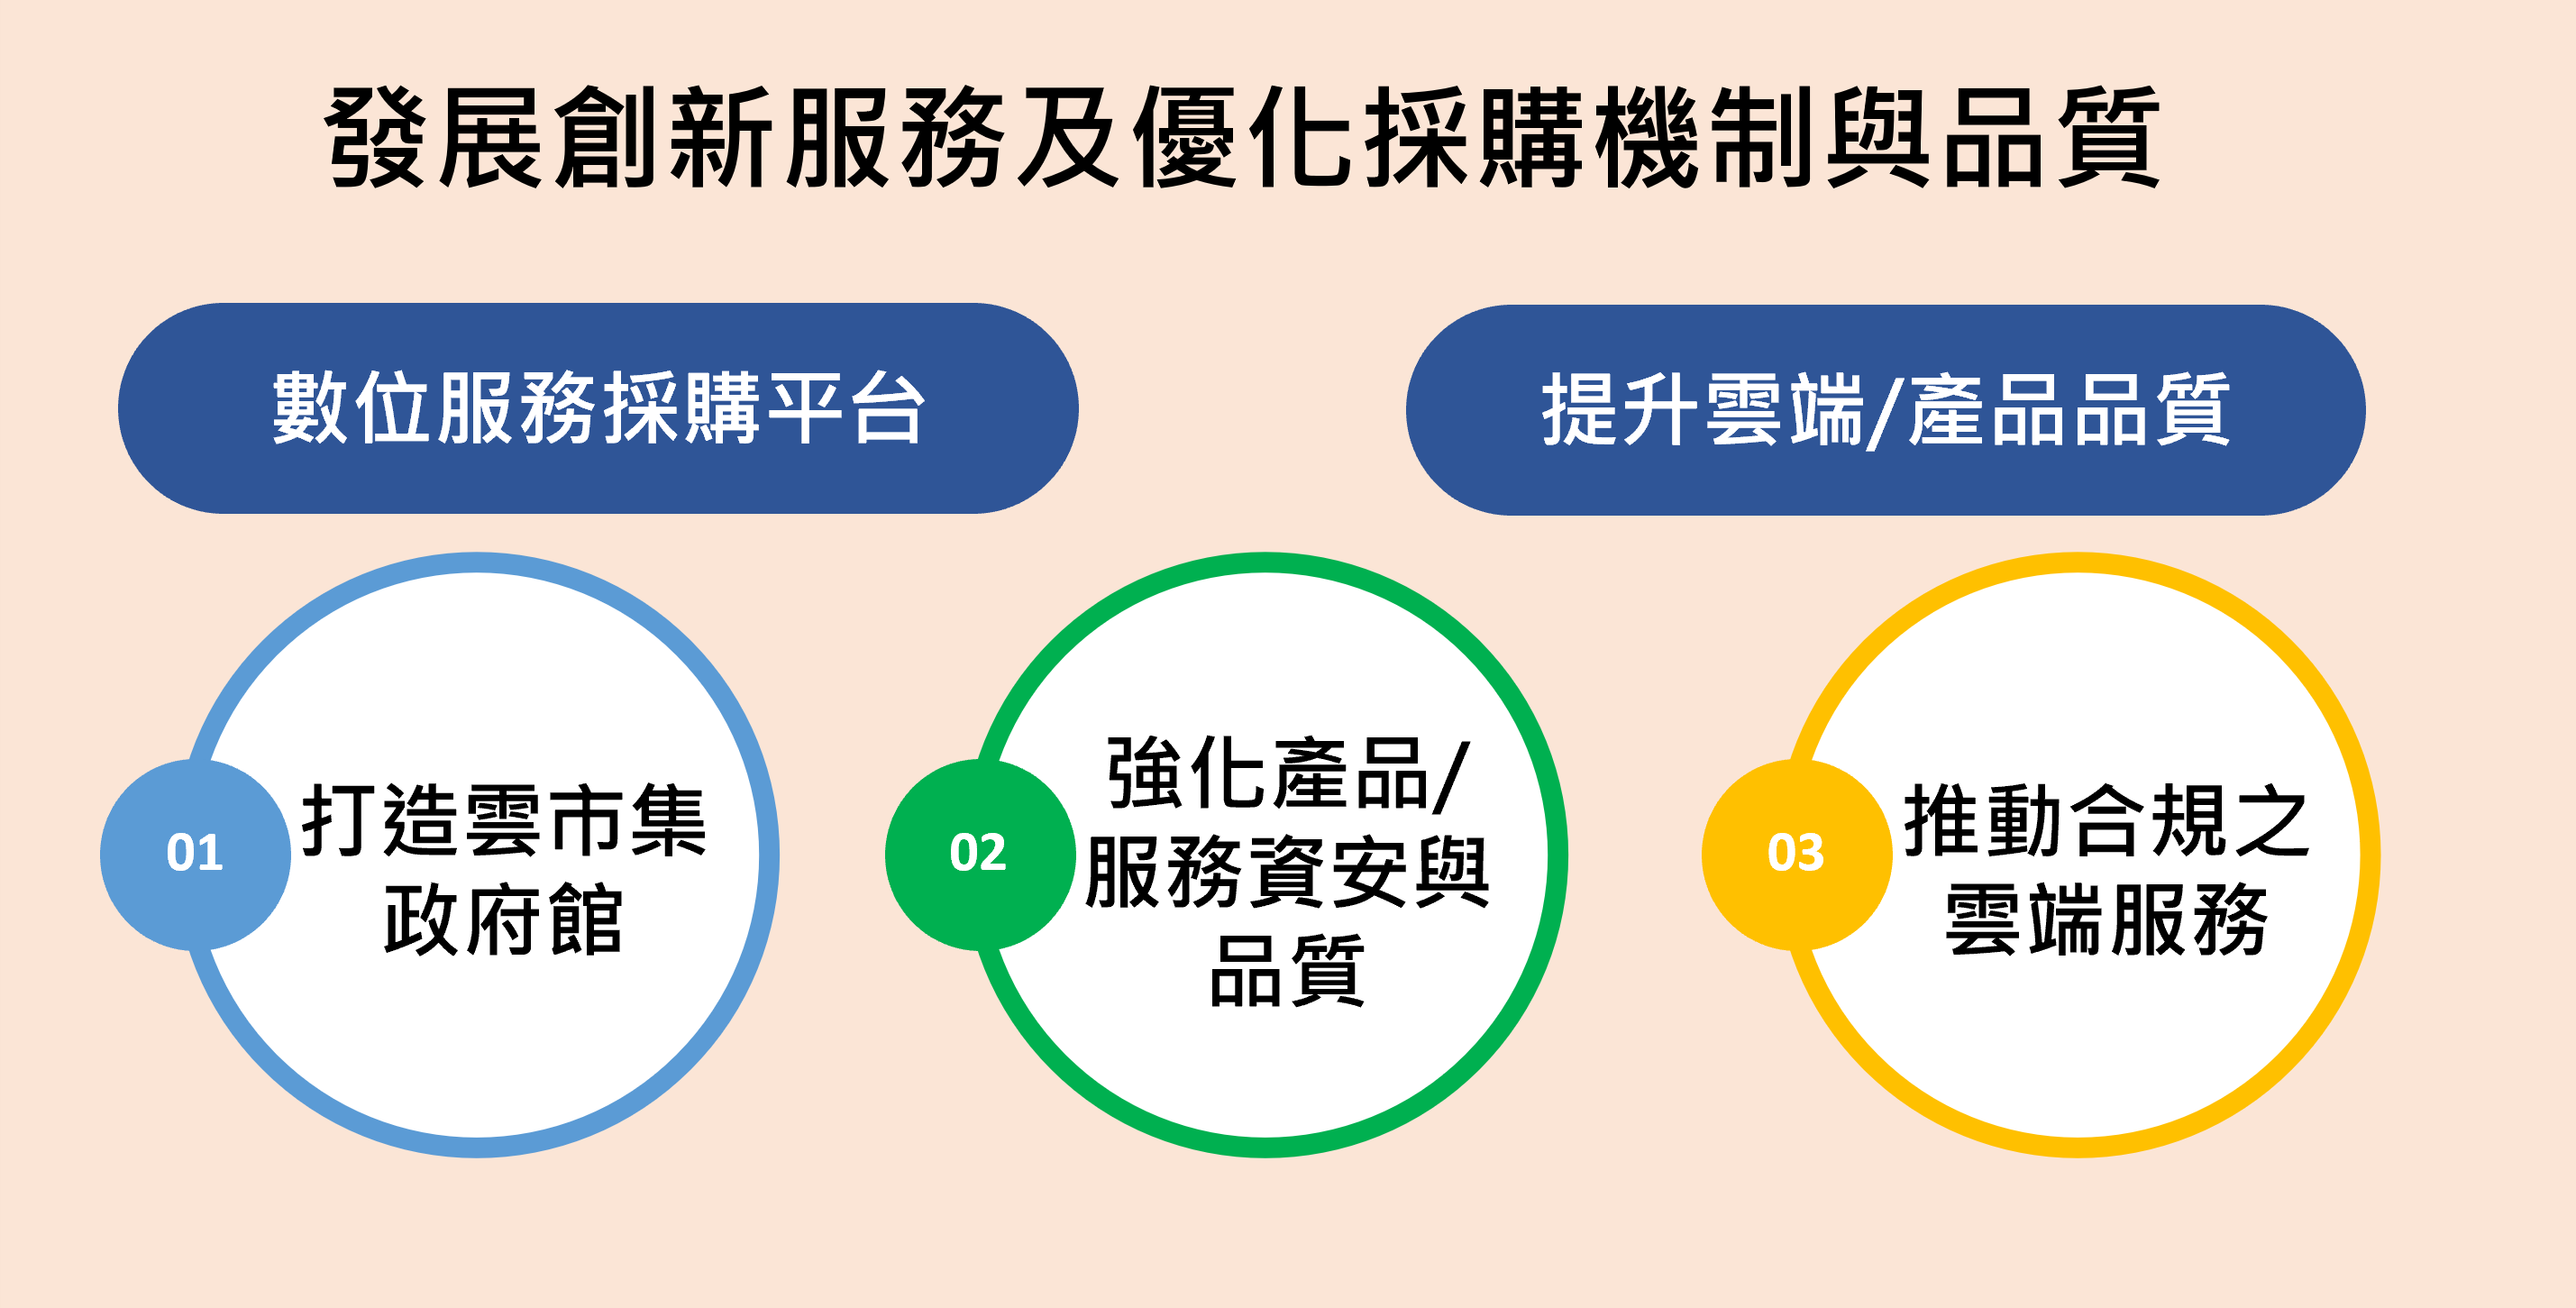 發展創新服務及優化採購機制與品質
數位服務採購平台
提升雲端/產品品質
01
打造雲市集
政府館
02
強化產品/
服務資安與
品質
03
推動合規之
雲端服務